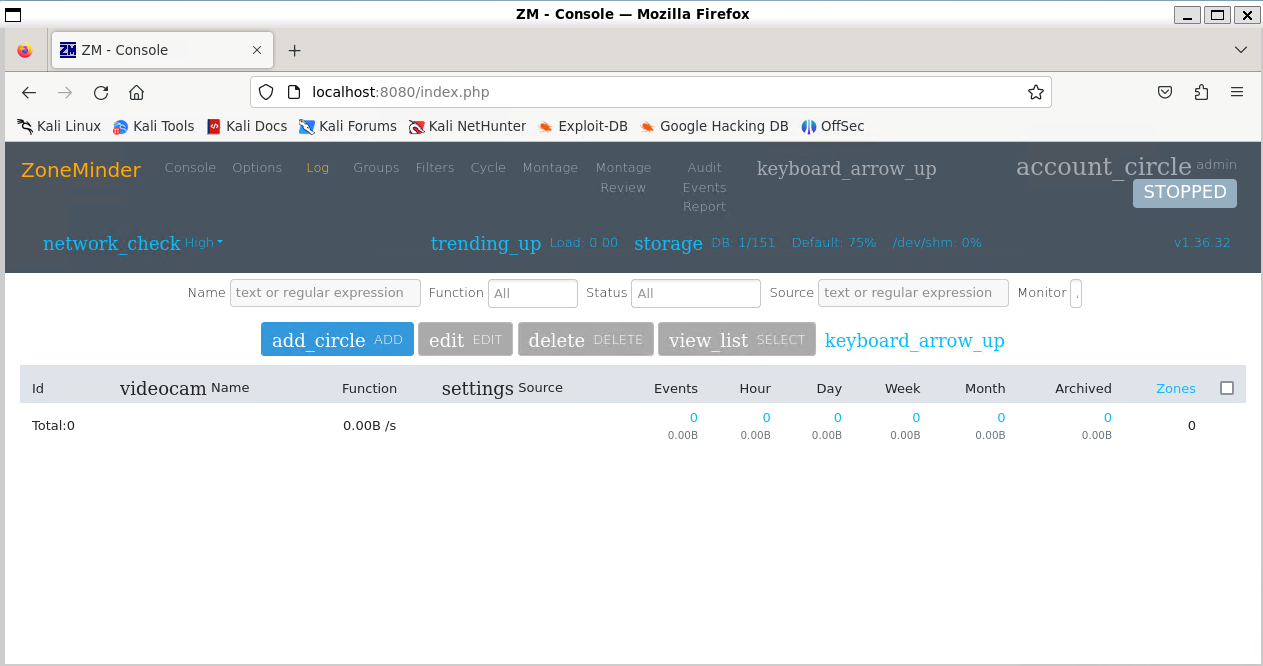 ZM - Console — Mozilla Firefox
ZM ZM - Console
localhost:8080/index.php
Kali Linux Kali Tools Kali Docs Kali Forums Kali NetHunter Exploit-DB Google Hacking DB OffSec
ZoneMinder Console Options Log Groups Filters Cycle Montage Montage Review Audit Events Report keyboard_arrow_up account_circle admin
STOPPED
network_check High trending_up Load: 0.00 storage DB: 1/151 Default: 75% /dev/shm: 0% v1.36.32
Name text or regular expression Function All Status All Source text or regular expression Monitor
add_circle ADD edit EDIT delete DELETE view_list SELECT keyboard_arrow_up
Id videocam Name Function settings Source Events Hour Day Week Month Archived Zones
Total:0 0.00B /s 0 0 0 0 0 0 0
0.00B 0.00B 0.00B 0.00B 0.00B 0.00B